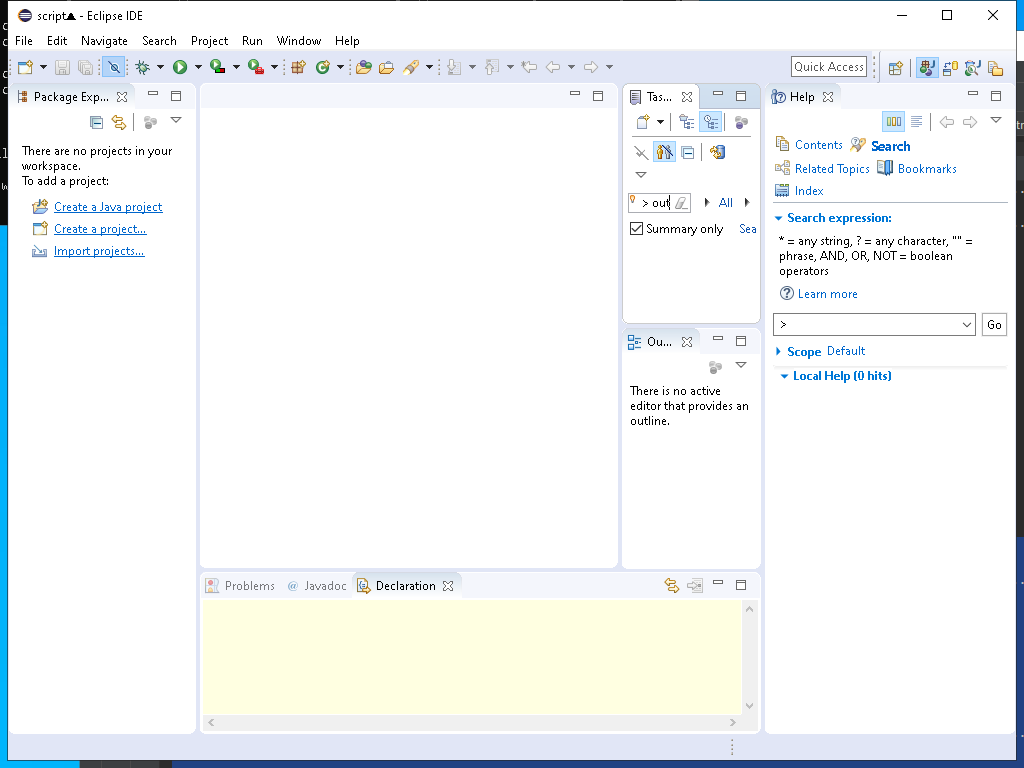 script▲ - Eclipse IDE
File Edit Navigate Search Project Run Window Help
Quick Access
Package Exp...
There are no projects in your
workspace.
To add a project:
Create a Java project
Create a project...
Import projects...
Tas...
> out
All
Summary only
Sea
Ou...
There is no active
editor that provides an
outline.
Help
Contents Search
Related Topics Bookmarks
Index
Search expression:
* = any string, ? = any character, "" =
phrase, AND, OR, NOT = boolean
operators
Learn more
>
Go
Scope Default
Local Help (0 hits)
Problems @ Javadoc Declaration